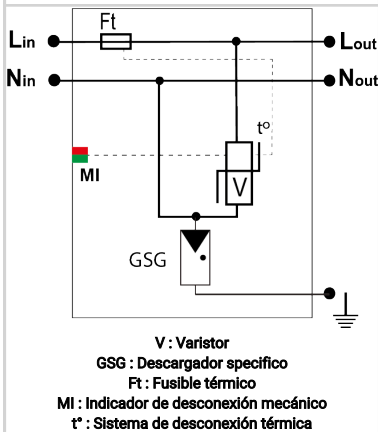 Ft
Lin Lout
Nin Nout
t°
MI
V
GSG
V : Varistor
GSG : Descargador specifico
Ft : Fusible térmico
MI : Indicador de desconexión mecánico
t° : Sistema de desconexión térmica